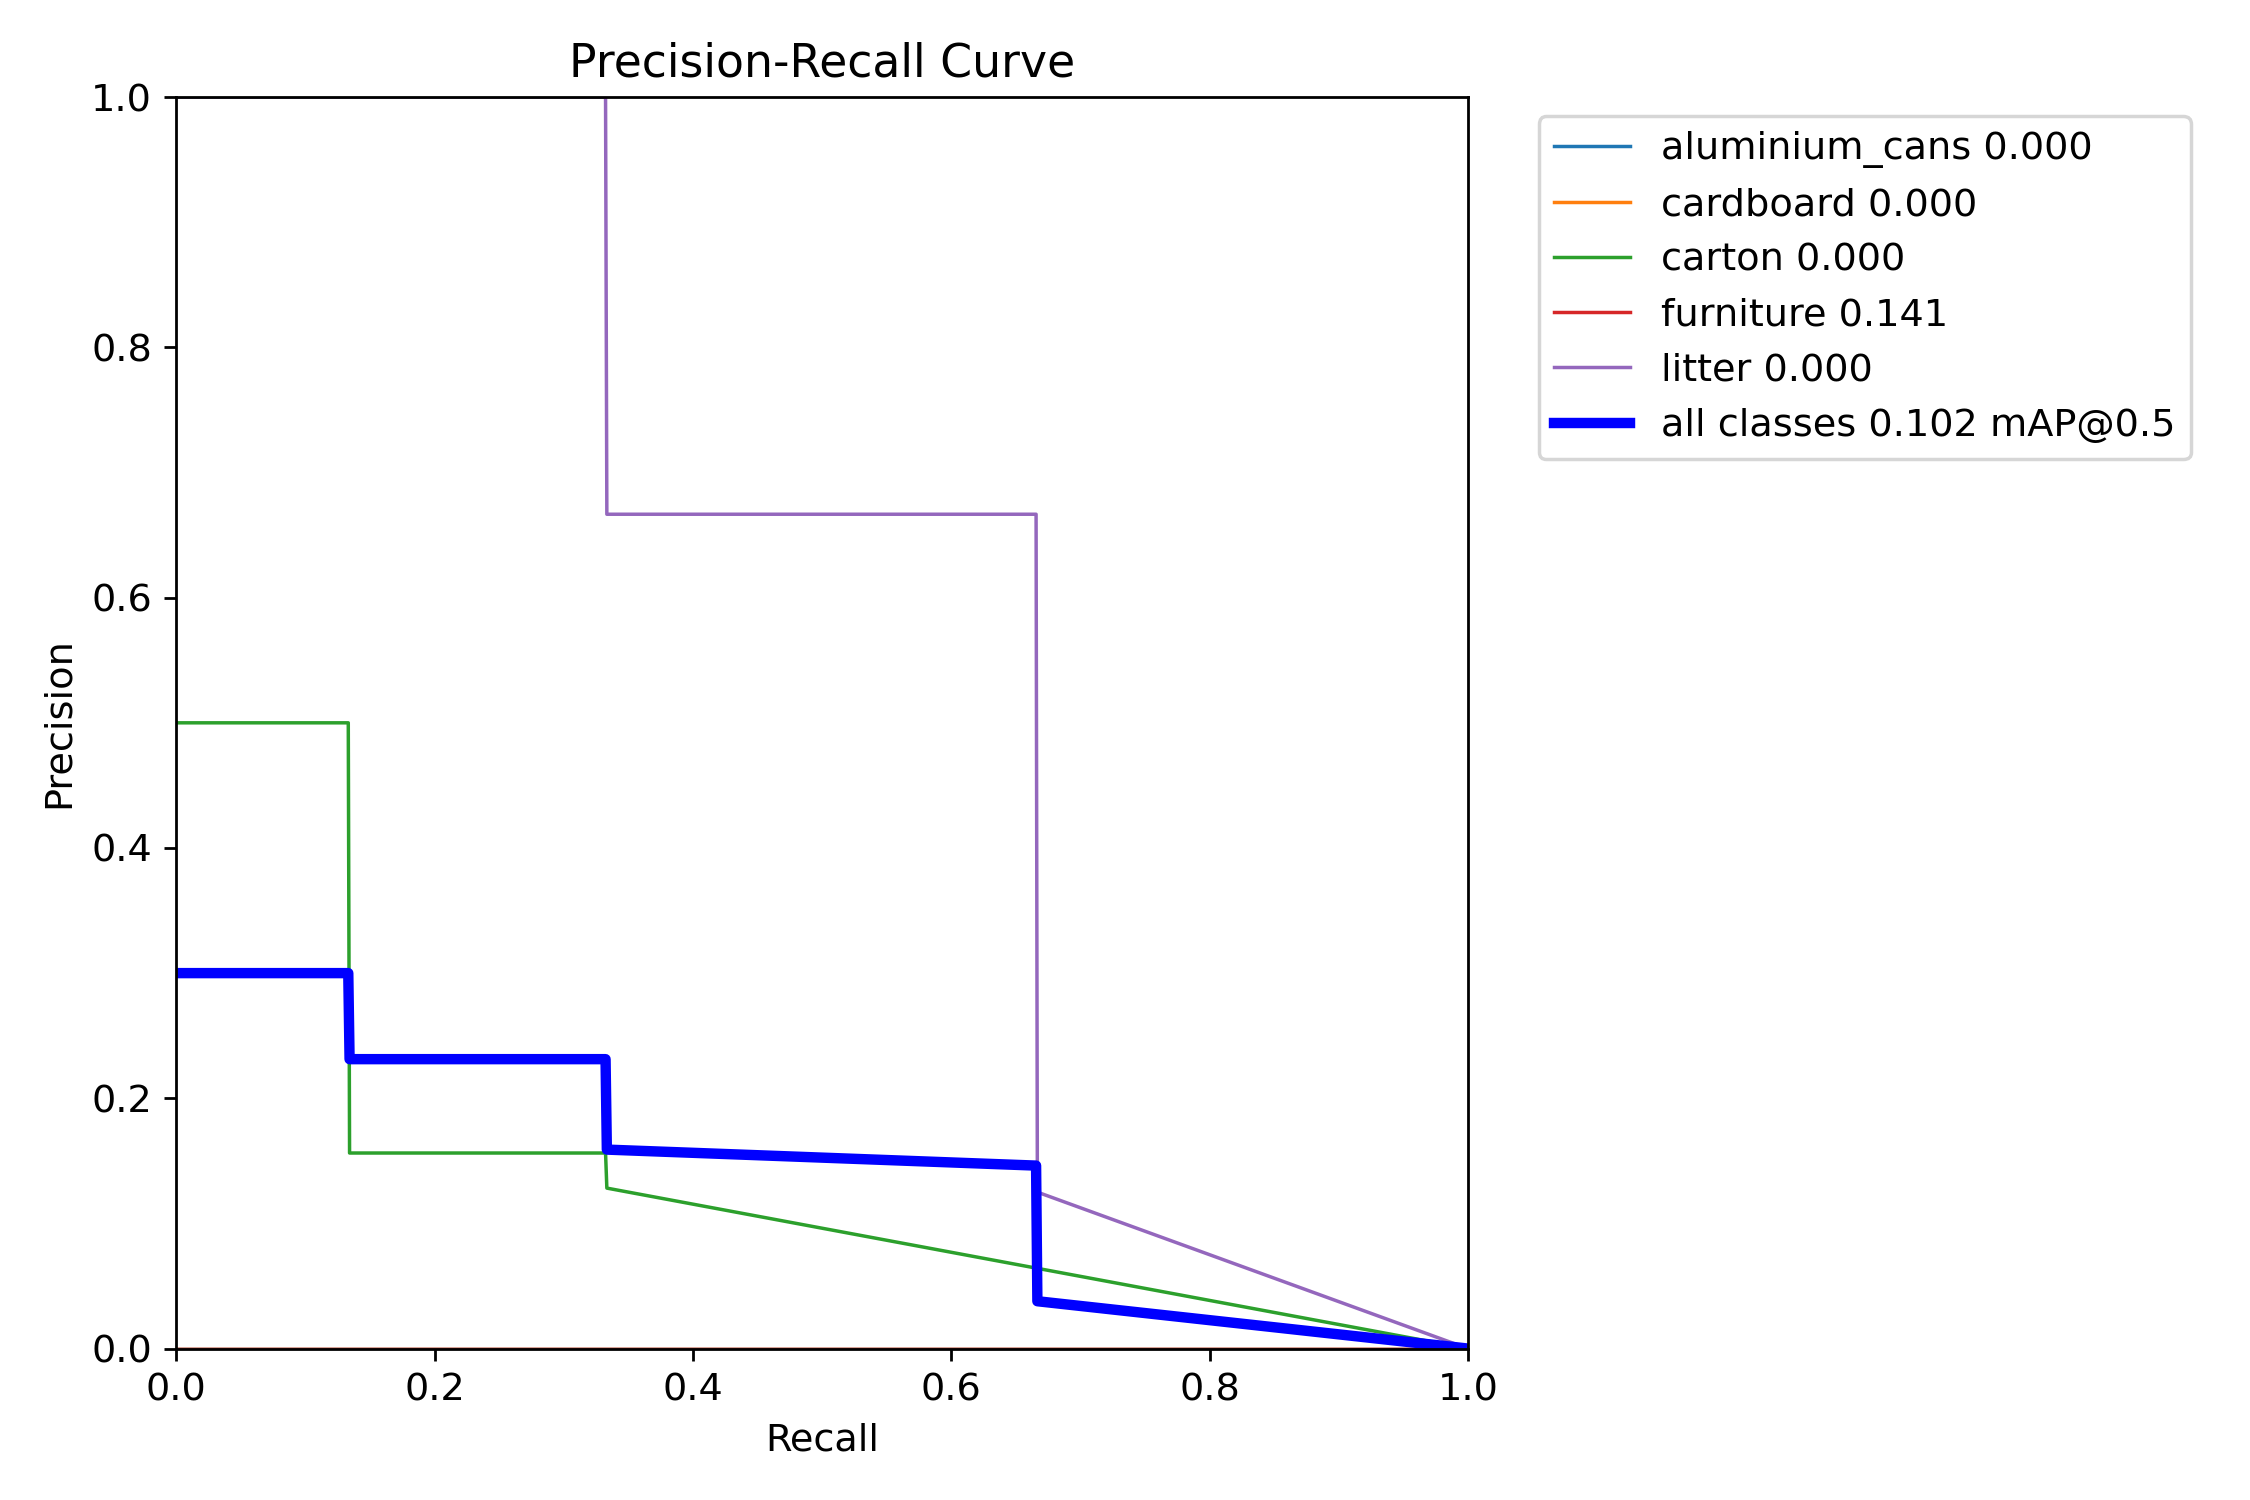 Precision-Recall Curve
1.0
0.8
0.6
0.4
0.2
0.0
Precision
0.0 0.2 0.4 0.6 0.8 1.0
Recall
aluminium_cans 0.000
cardboard 0.000
carton 0.000
furniture 0.141
litter 0.000
all classes 0.102 mAP@0.5